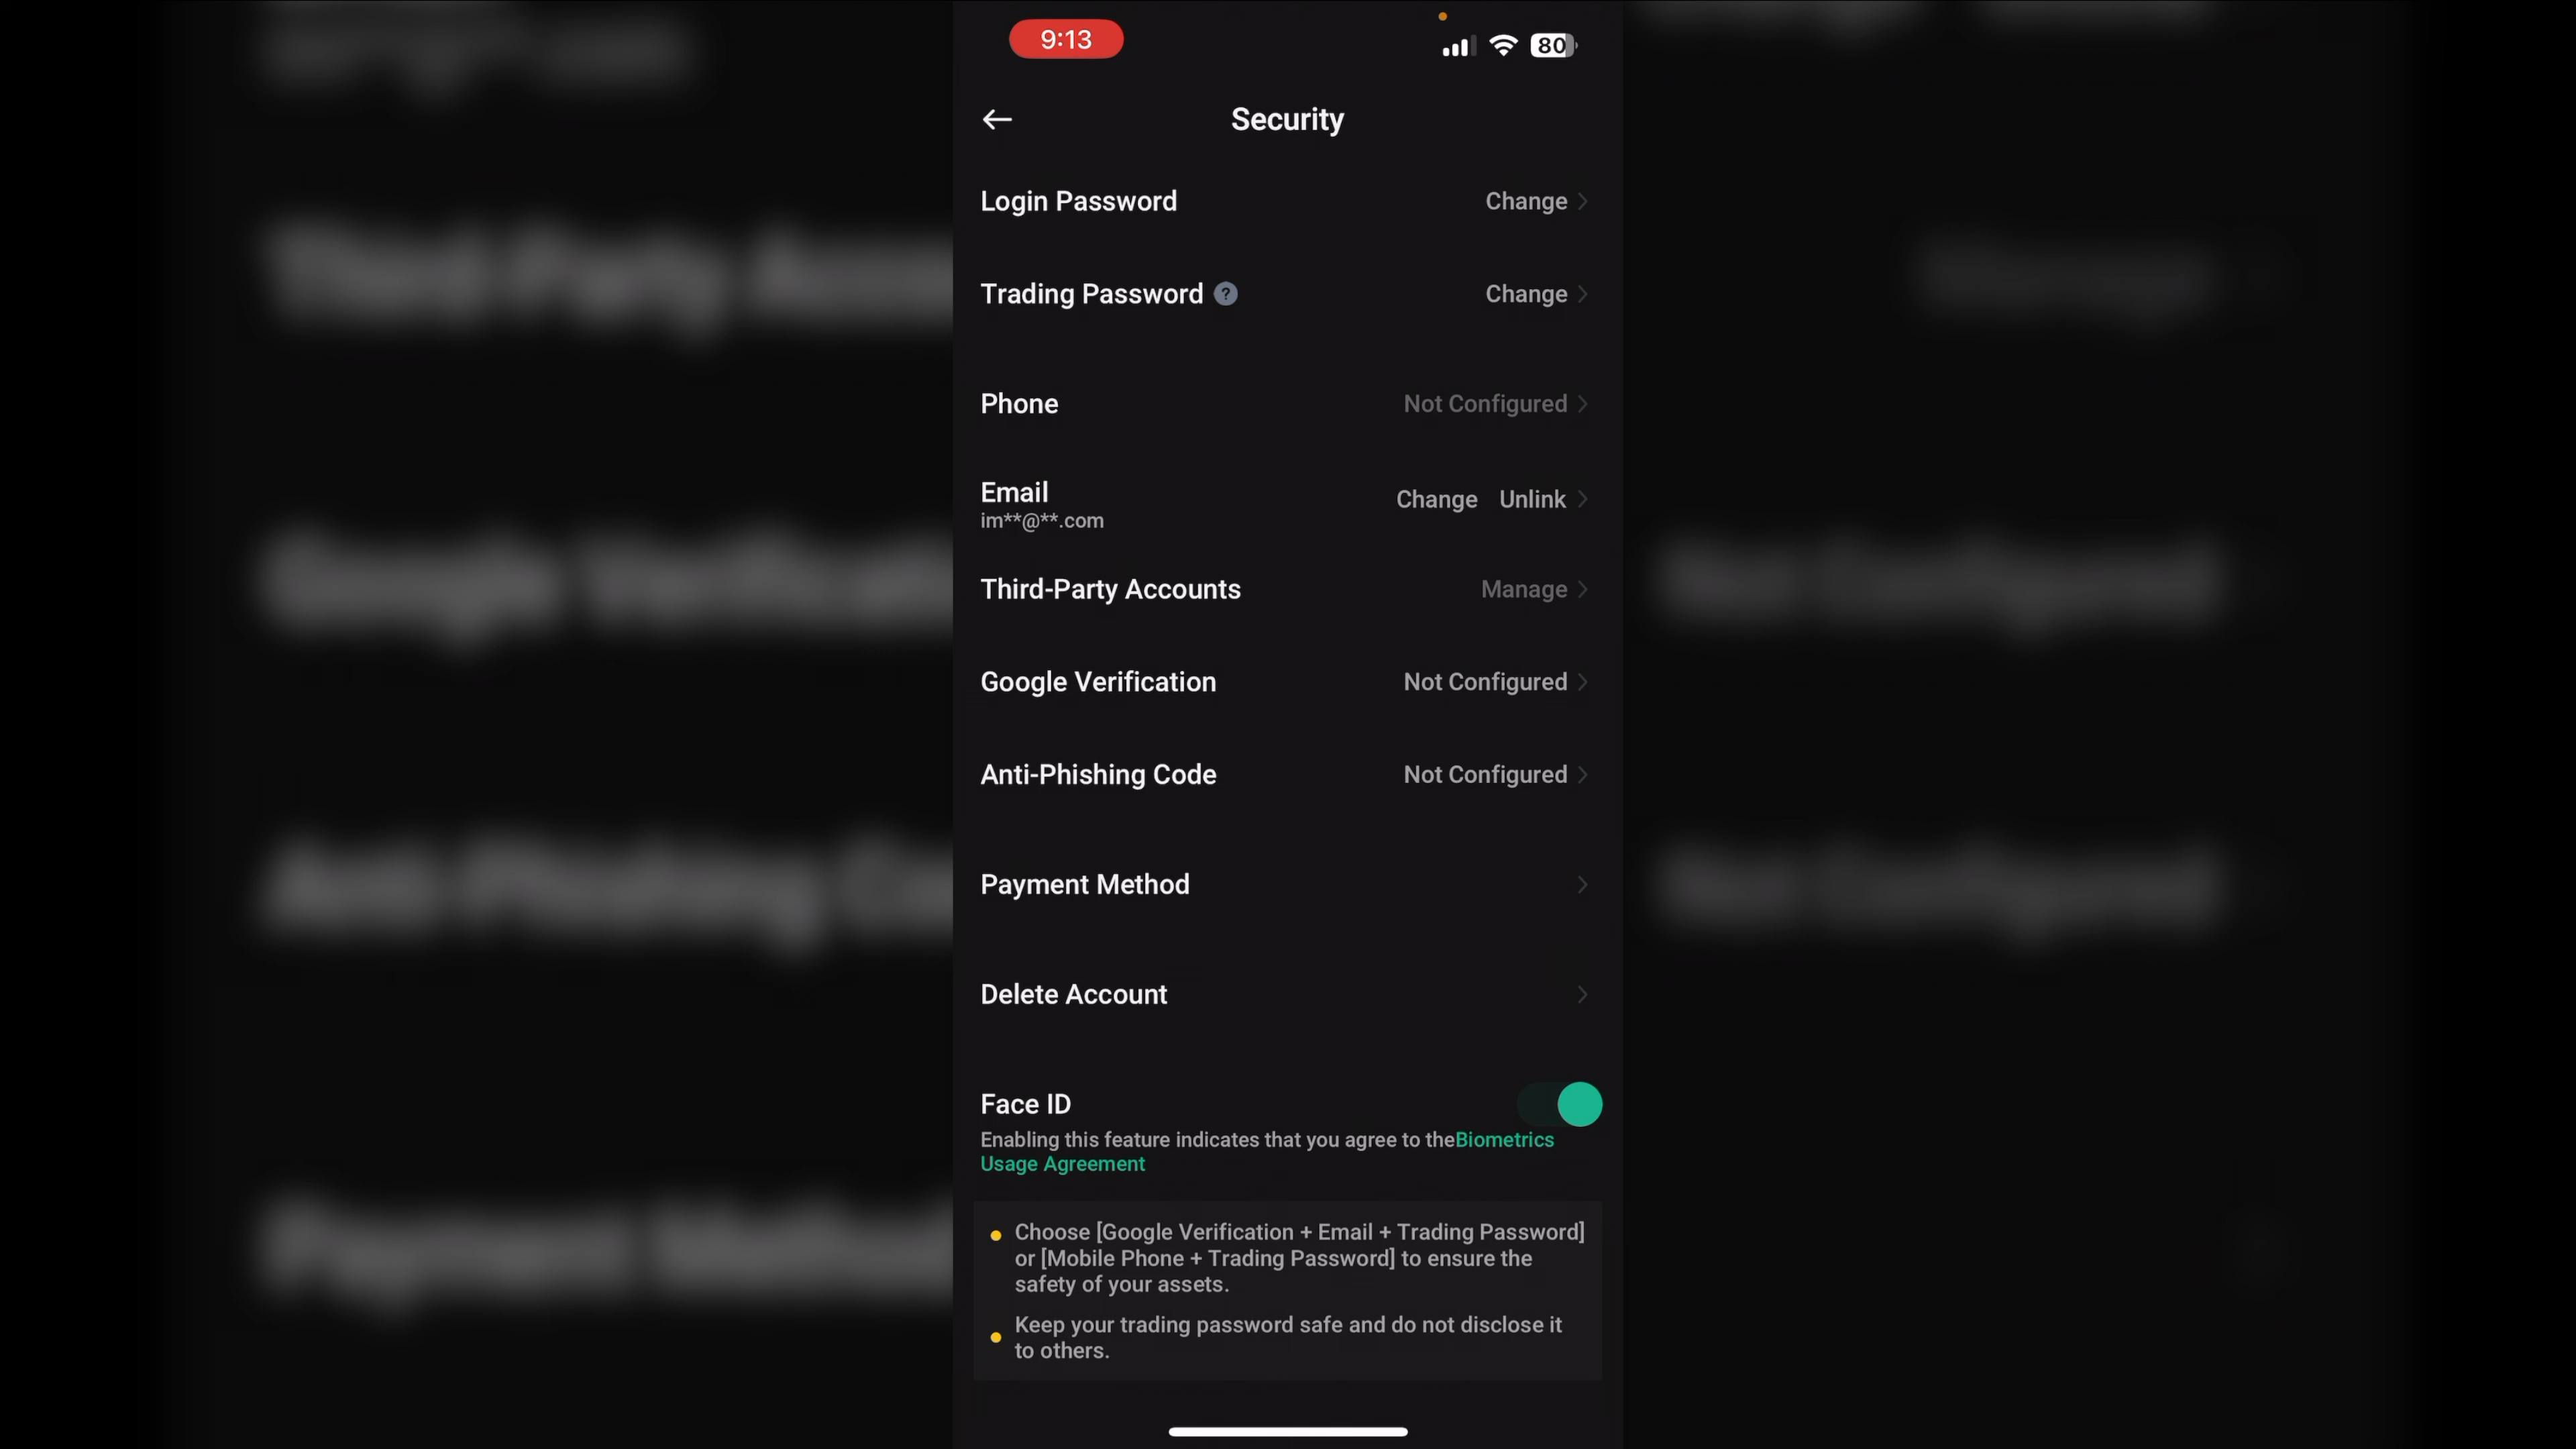 9:13
80
Security
Login Password Change
Trading Password ? Change
Phone Not Configured
Email Change Unlink
im**@**.com
Third-Party Accounts Manage
Google Verification Not Configured
Anti-Phishing Code Not Configured
Payment Method
Delete Account
Face ID
Enabling this feature indicates that you agree to theBiometrics
Usage Agreement
Choose [Google Verification + Email + Trading Password]
or [Mobile Phone + Trading Password] to ensure the
safety of your assets.
Keep your trading password safe and do not disclose it
to others.